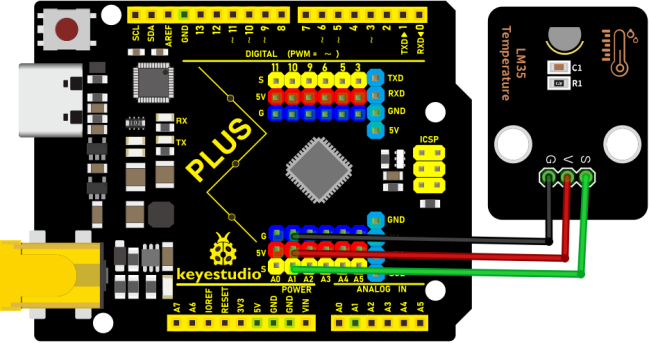 SCL
SDA
AREF
GND
13
12
11
10
9
8
7
6
5
4
3
2
TXD 1
RXD 0
DIGITAL (PWM = ~)
11 10 9 6 5 3
S
5V
G
TXD
RXD
GND
5V
RX
TX
PLUS
ICSP
GND
G
5V
S
A0 A1 A2 A3 A4 A5
keyestudio
POWER
ANALOG IN
A7
A6
IOREF
RESET
3V3
5V
GND
GND
VIN
A0
A1
A2
A3
A4
A5
LM35
Temperature
C1
R1
G
V
S